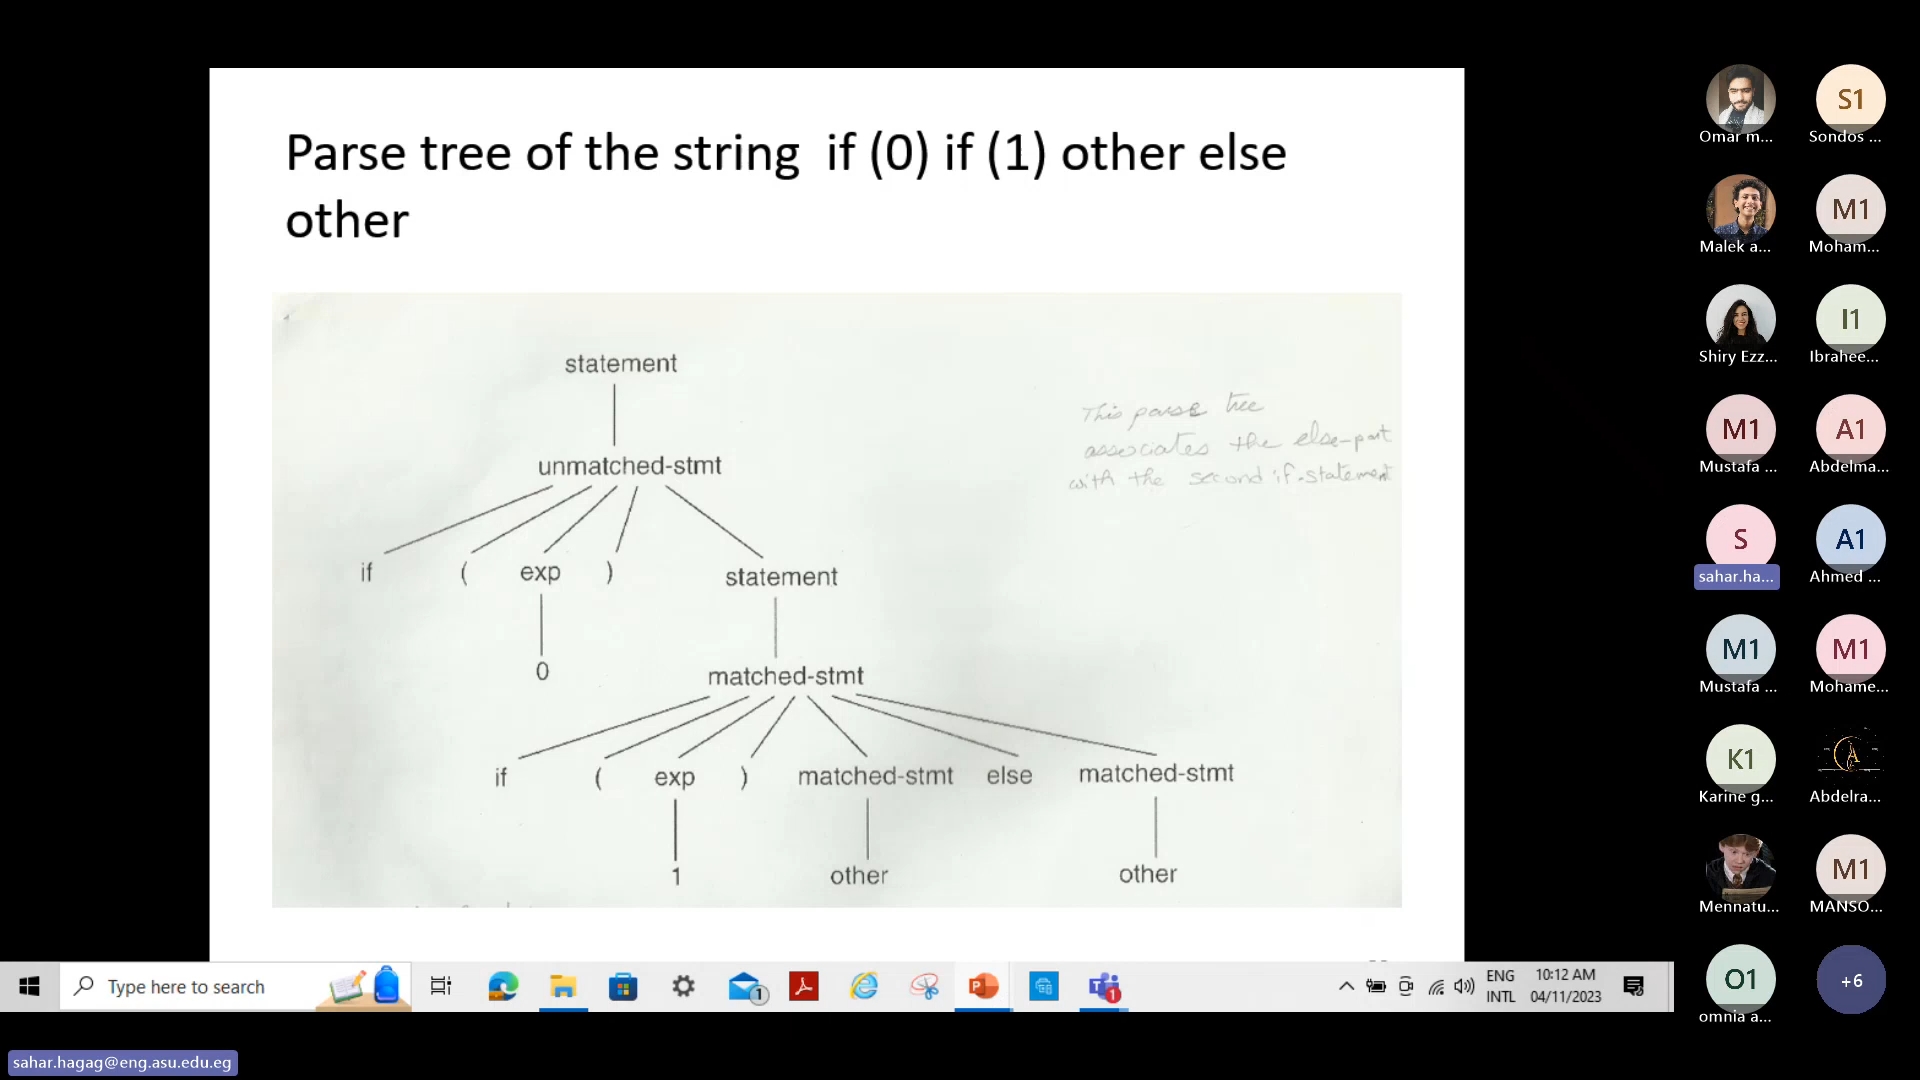 Parse tree of the string if (0) if (1) other else
other
statement
unmatched-stmt
if ( exp ) statement
0
matched-stmt
if ( exp ) matched-stmt else matched-stmt
1 other other
This parse tree
associates the else-part
with the second if-statement
Omar m...
Sondos ...
S1
Malek a...
Moham...
M1
Shiry Ezz...
Ibrahee...
I1
M1
Mustafa ...
A1
Abdelma...
S
sahar.ha...
A1
Ahmed ...
M1
Mustafa ...
M1
Mohame...
K1
Karine g...
A
Abdelra...
Mennatu...
M1
MANSO...
O1
omnia a...
+6
Type here to search
1
1
ENG
INTL
10:12 AM
04/11/2023
sahar.hagag@eng.asu.edu.eg